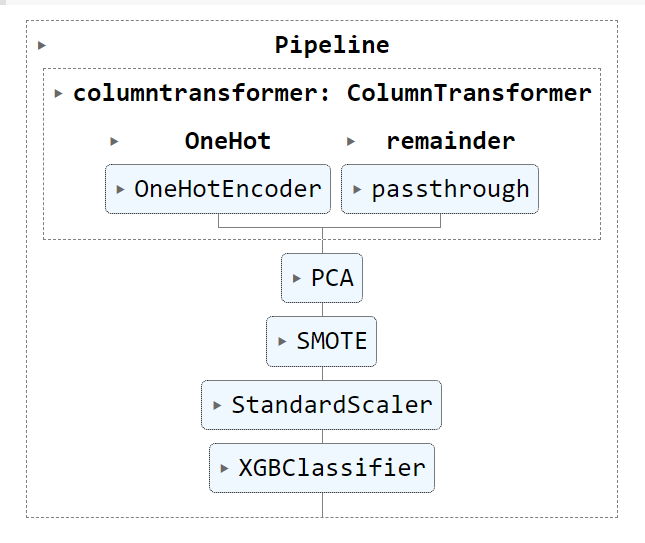 Pipeline
columntransformer: ColumnTransformer
OneHot remainder
OneHotEncoder passthrough
PCA
SMOTE
StandardScaler
XGBClassifier